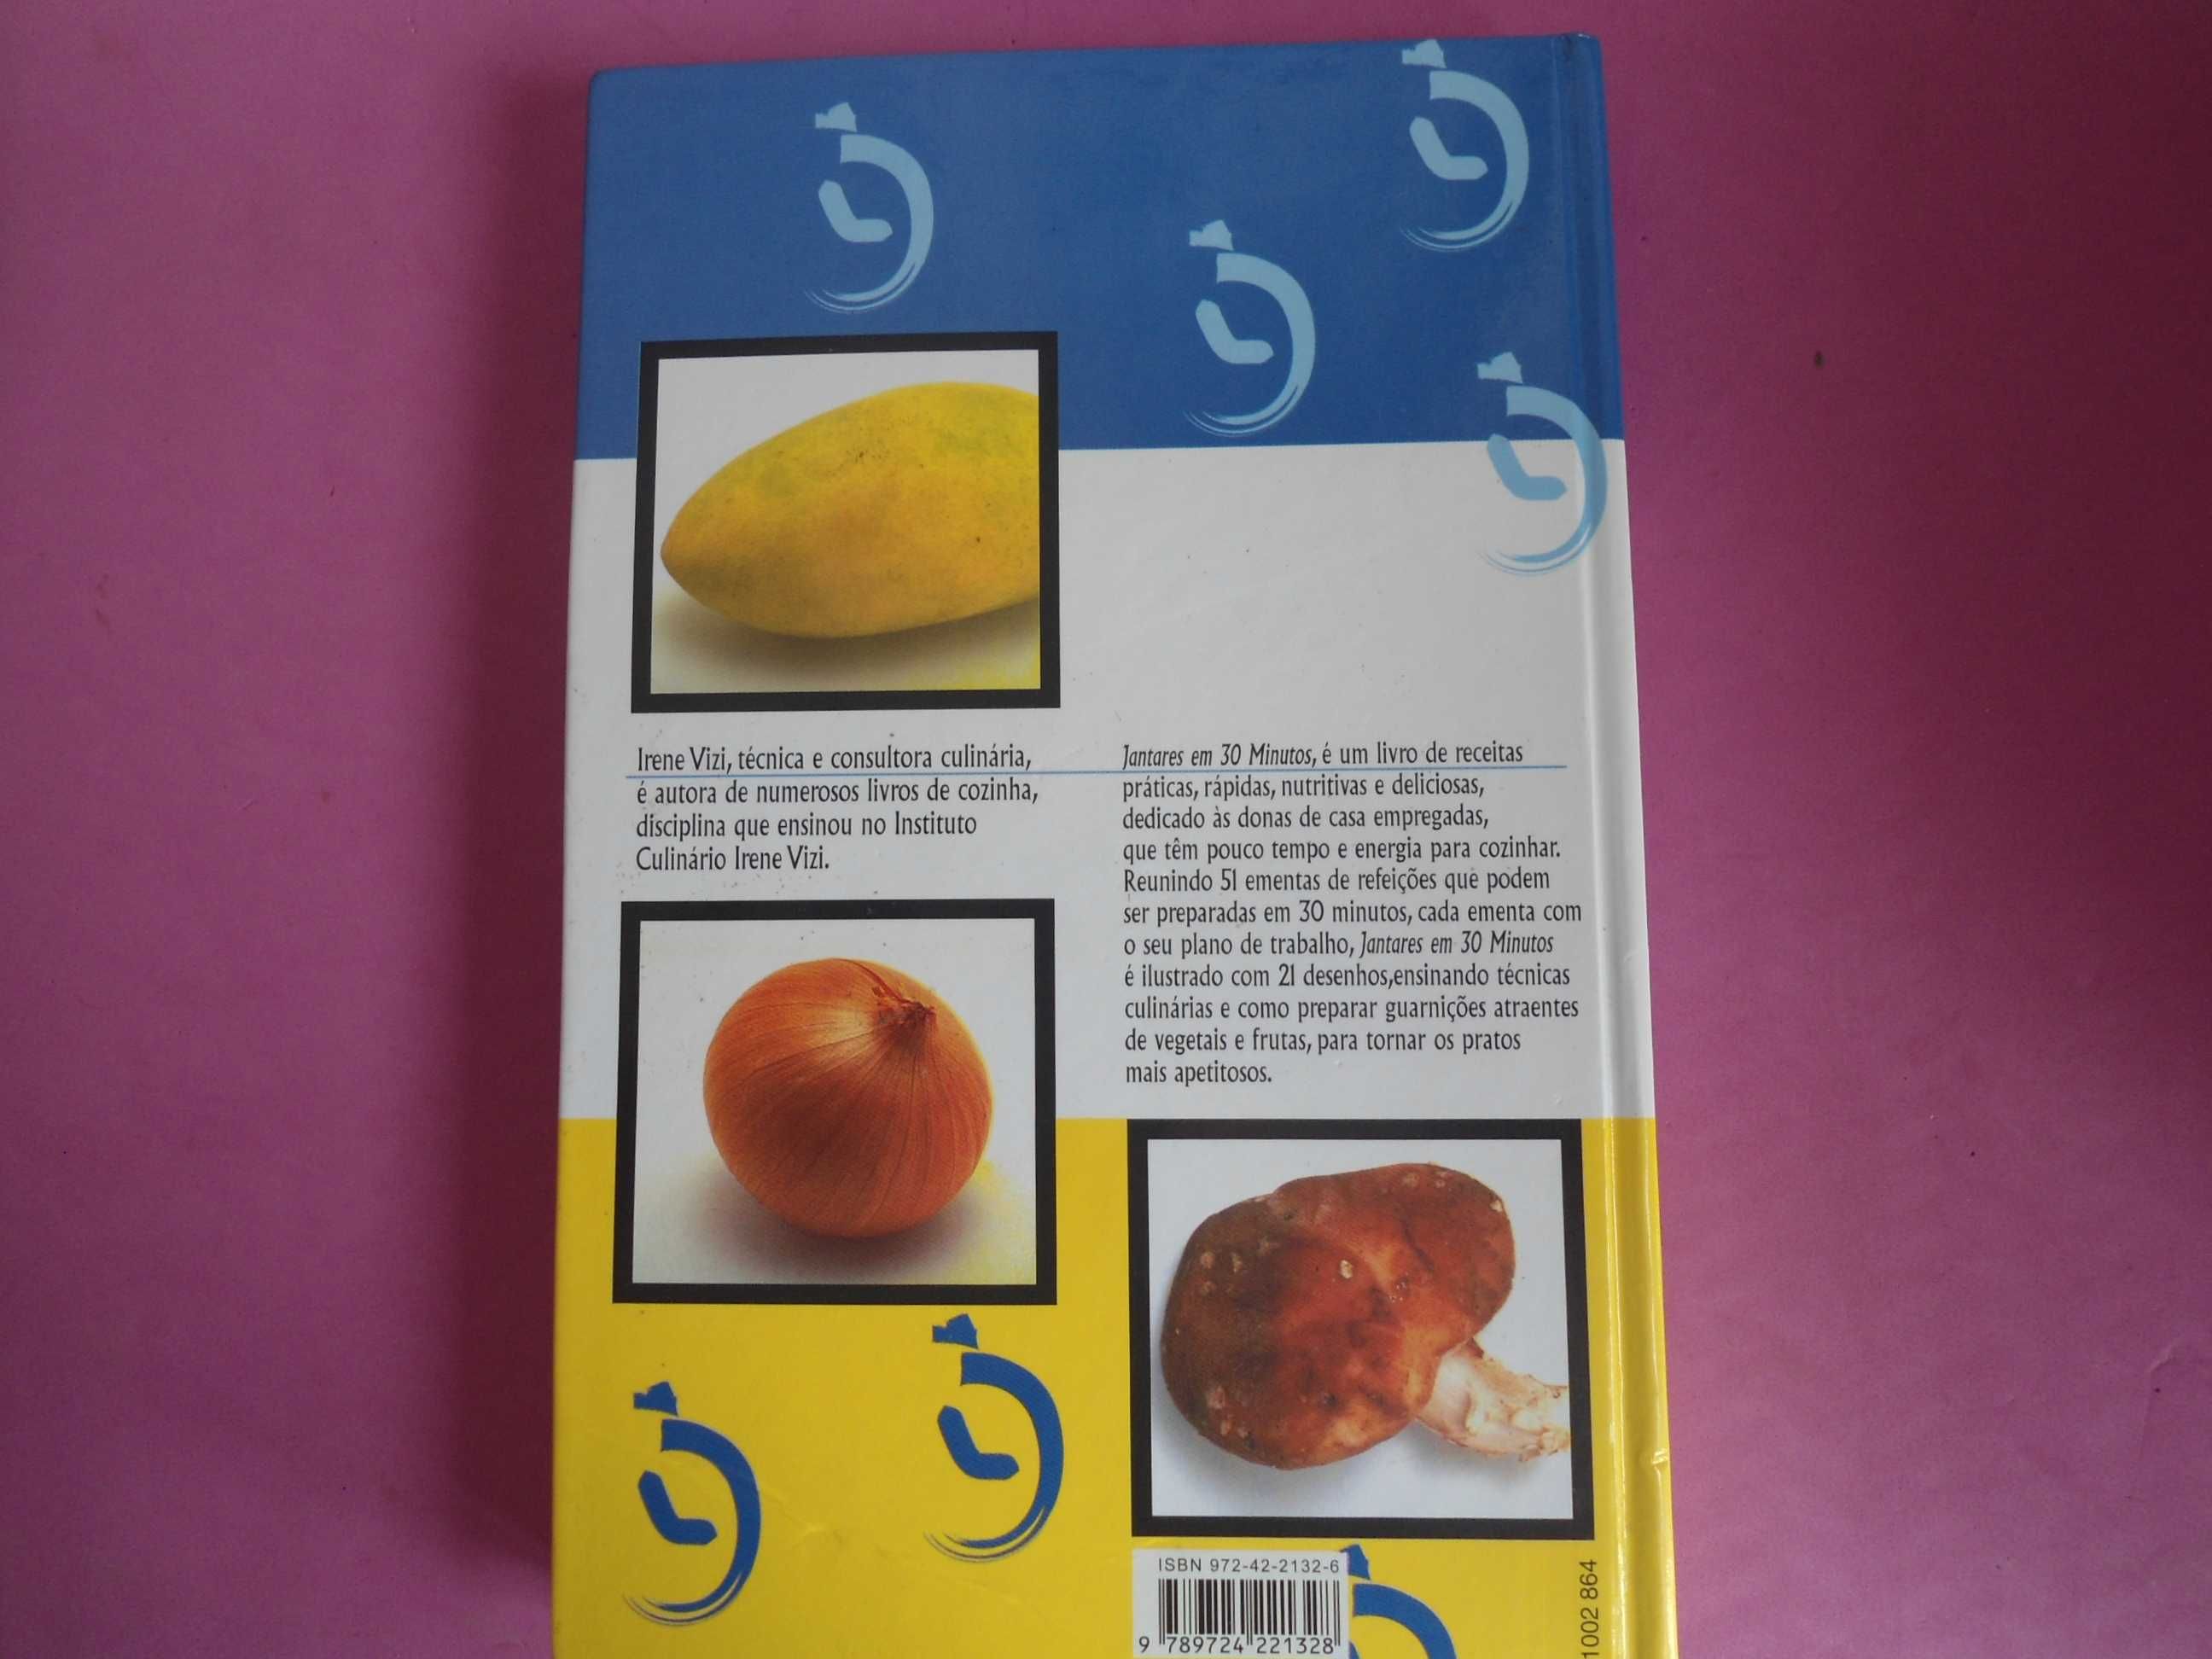 Irene Vizi, técnica e consultora culinária,
é autora de numerosos livros de cozinha,
disciplina que ensinou no Instituto
Culinário Irene Vizi.
Jantares em 30 Minutos, é um livro de receitas
práticas, rápidas, nutritivas e deliciosas,
dedicado às donas de casa empregadas,
que têm pouco tempo e energia para cozinhar.
Reunindo 51 ementas de refeições que podem
ser preparadas em 30 minutos, cada ementa com
o seu plano de trabalho, Jantares em 30 Minutos
é ilustrado com 21 desenhos,ensinando técnicas
culinárias e como preparar guarnições atraentes
de vegetais e frutas, para tornar os pratos
mais apetitosos.
ISBN 972-42-2132-6
9 789724 221328
1002 864